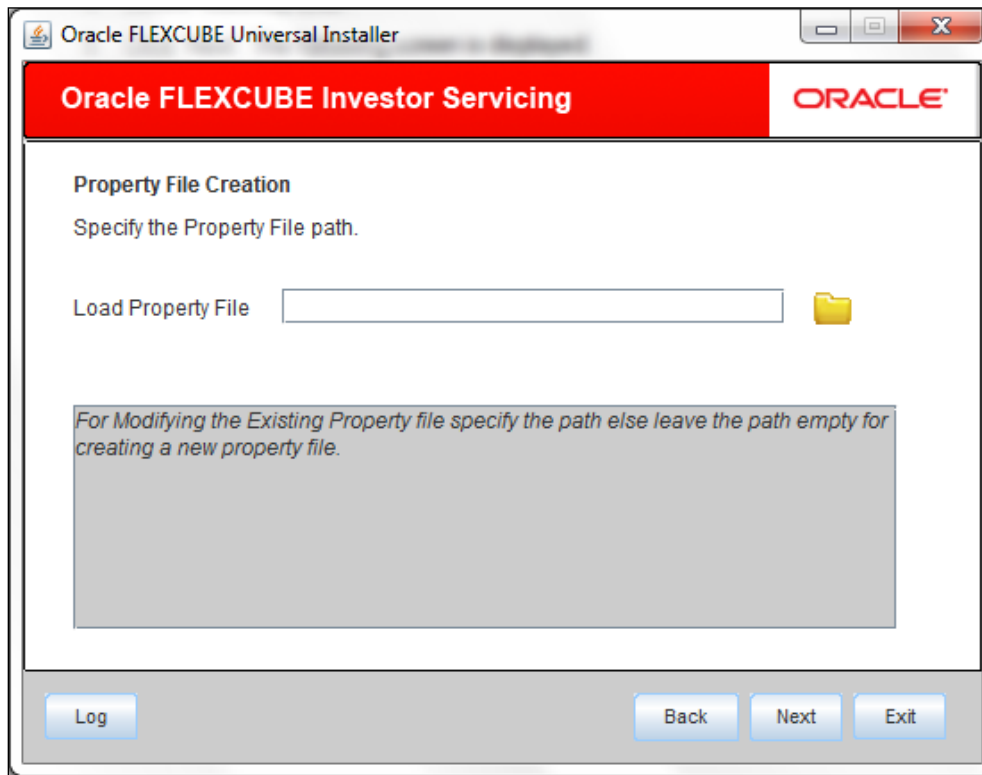 Oracle FLEXCUBE Universal Installer
Oracle FLEXCUBE Investor Servicing
ORACLE
Property File Creation
Specify the Property File path.
Load Property File
For Modifying the Existing Property file specify the path else leave the path empty for
creating a new property file.
Log
Back
Next
Exit